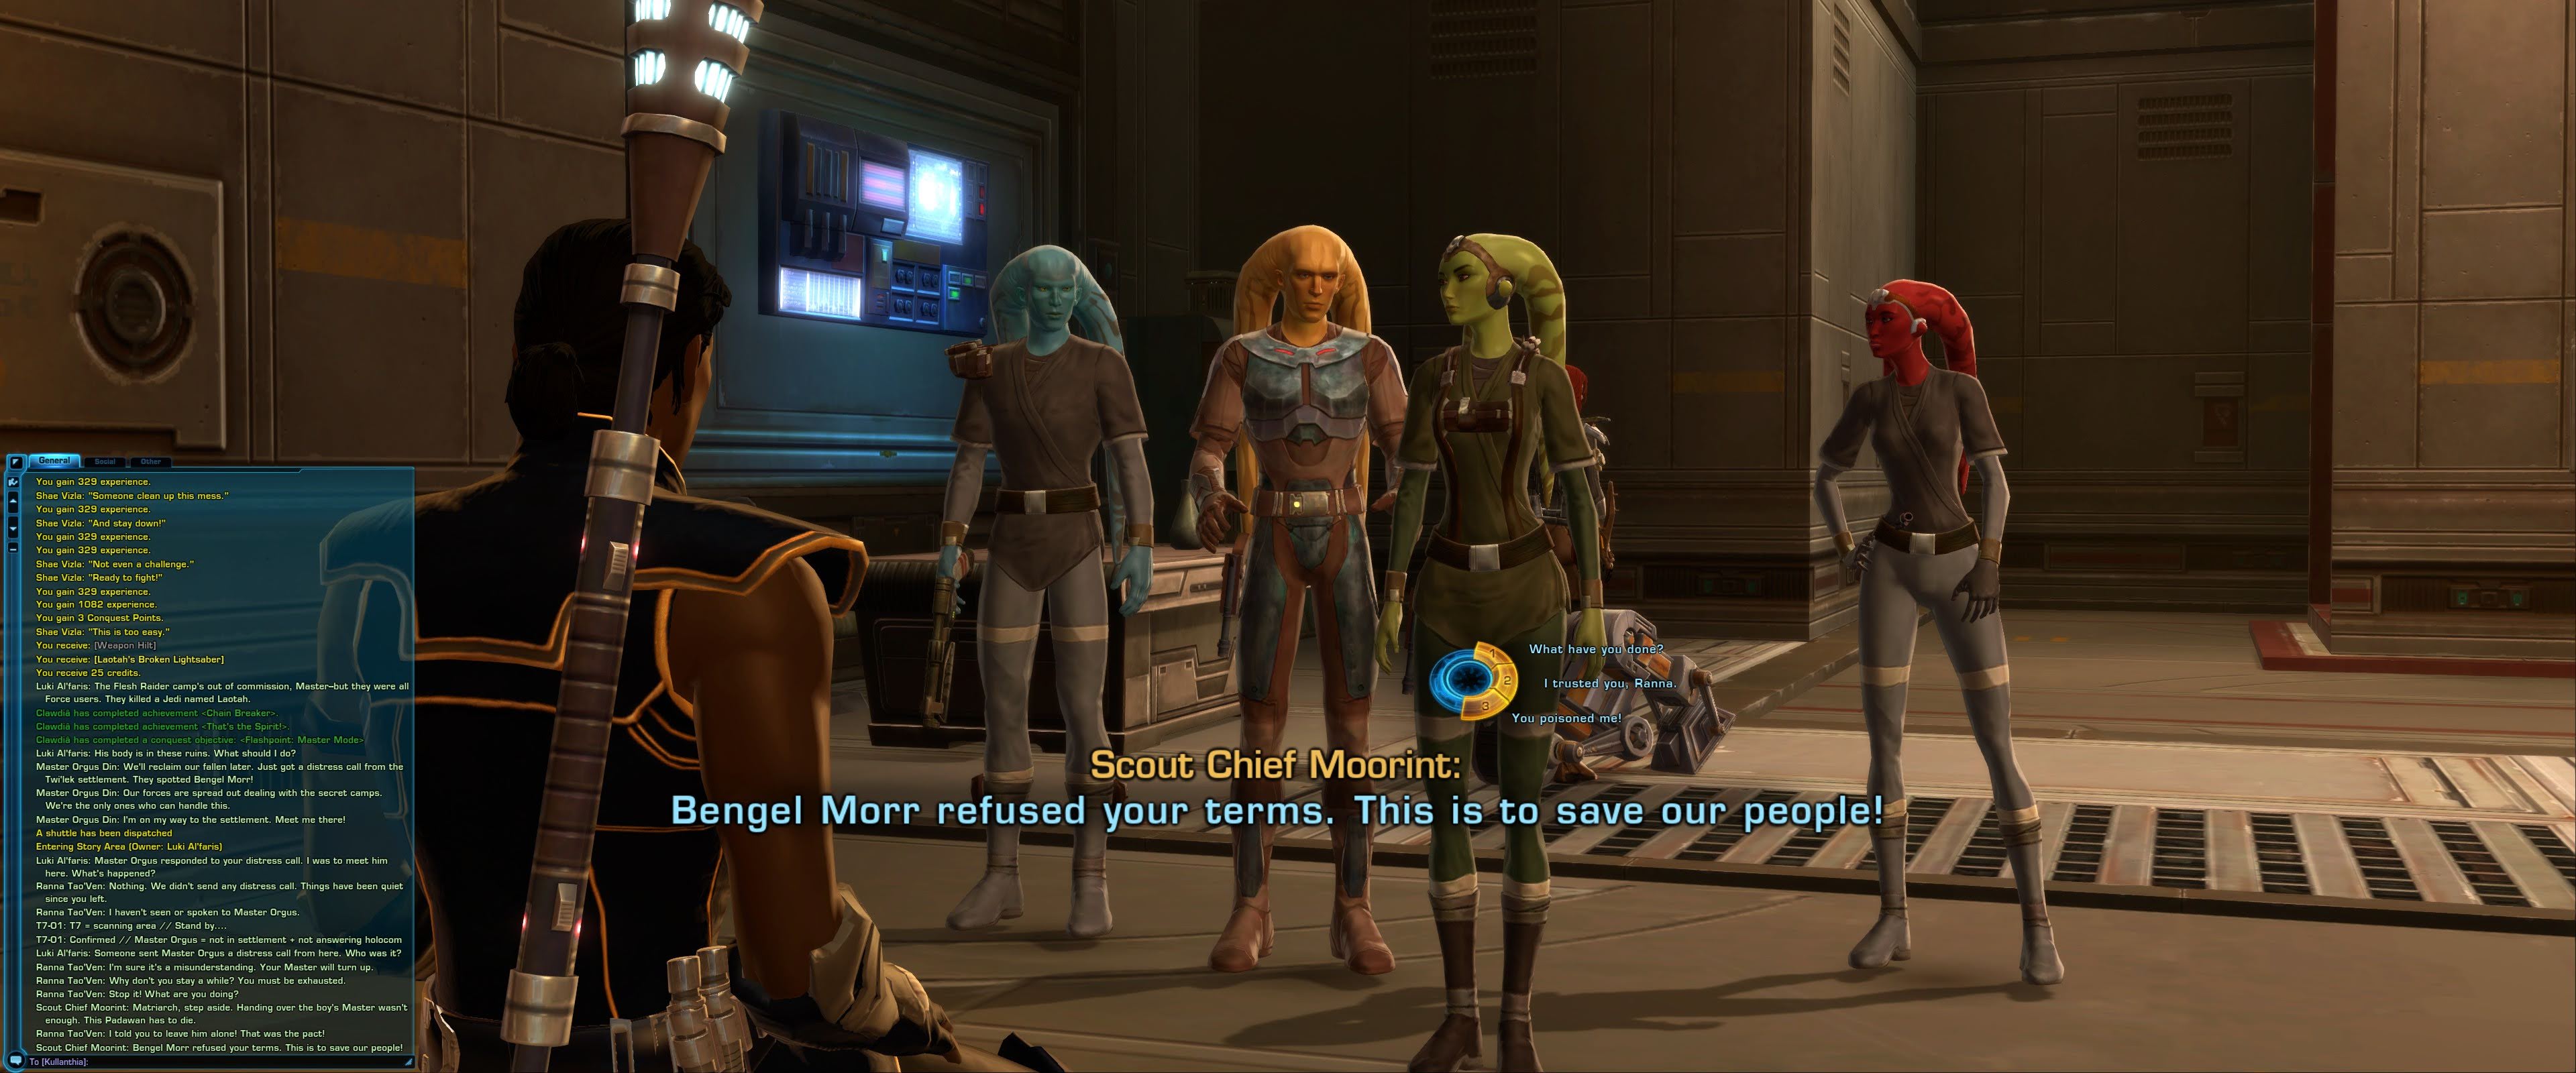 General Social Other
You gain 329 experience.
Shae Vizla: "Someone clean up this mess."
You gain 329 experience.
Shae Vizla: "And stay down!"
You gain 329 experience.
You gain 329 experience.
Shae Vizla: "Not even a challenge."
Shae Vizla: "Ready to fight!"
You gain 329 experience.
You gain 1082 experience.
You gain 3 Conquest Points.
Shae Vizla: "This is too easy."
You receive: [Weapon Hilt]
You receive: [Laotah's Broken Lightsaber]
You receive 25 credits.
Luki Al'faris: The Flesh Raider camp's out of commission, Master—but they were all
Force users. They killed a Jedi named Laotah.
Clawdià has completed achievement <Chain Breaker>.
Clawdià has completed achievement <That's the Spirit!>.
Clawdià has completed a conquest objective: <Flashpoint: Master Mode>
Luki Al'faris: His body is in these ruins. What should I do?
Master Orgus Din: We'll reclaim our fallen later. Just got a distress call from the
Twi'lek settlement. They spotted Bengel Morr!
Master Orgus Din: Our forces are spread out dealing with the secret camps.
We're the only ones who can handle this.
Master Orgus Din: I'm on my way to the settlement. Meet me there!
A shuttle has been dispatched
Entering Story Area (Owner: Luki Al'faris)
Luki Al'faris: Master Orgus responded to your distress call. I was to meet him
here. What's happened?
Ranna Tao'Ven: Nothing. We didn't send any distress call. Things have been quiet
since you left.
Ranna Tao'Ven: I haven't seen or spoken to Master Orgus.
T7-O1: T7 = scanning area // Stand by....
T7-O1: Confirmed // Master Orgus = not in settlement + not answering holocom
Luki Al'faris: Someone sent Master Orgus a distress call from here. Who was it?
Ranna Tao'Ven: I'm sure it's a misunderstanding. Your Master will turn up.
Ranna Tao'Ven: Why don't you stay a while? You must be exhausted.
Ranna Tao'Ven: Stop it! What are you doing?
Scout Chief Moorint: Matriarch, step aside. Handing over the boy's Master wasn't
enough. This Padawan has to die.
Ranna Tao'Ven: I told you to leave him alone! That was the pact!
Scout Chief Moorint: Bengel Morr refused your terms. This is to save our people!
To [Kullanthia]:
1 What have you done?
2 I trusted you, Ranna.
3 You poisoned me!
Scout Chief Moorint:
Bengel Morr refused your terms. This is to save our people!